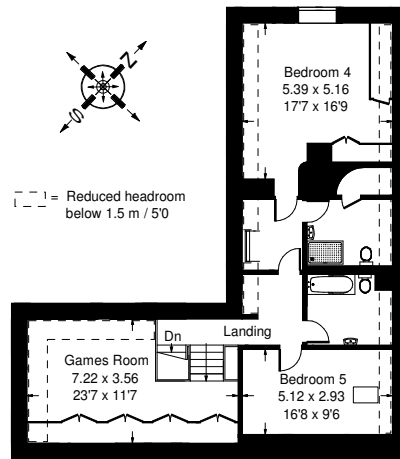 Bedroom 4
5.39 x 5.16
17'7 x 16'9
N
S
= Reduced headroom
below 1.5 m / 5'0
Dn
Landing
Games Room
7.22 x 3.56
23'7 x 11'7
Bedroom 5
5.12 x 2.93
16'8 x 9'6